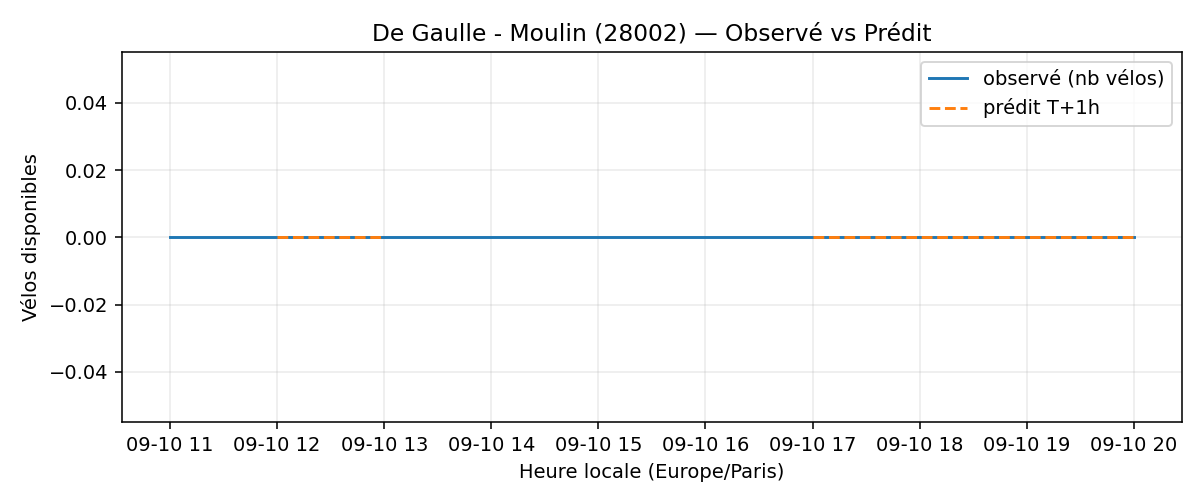 De Gaulle - Moulin (28002) — Observé vs Prédit
observé (nb vélos)
prédit T+1h
Vélos disponibles
0.04
0.02
0.00
−0.02
−0.04
09-10 11 09-10 12 09-10 13 09-10 14 09-10 15 09-10 16 09-10 17 09-10 18 09-10 19 09-10 20
Heure locale (Europe/Paris)